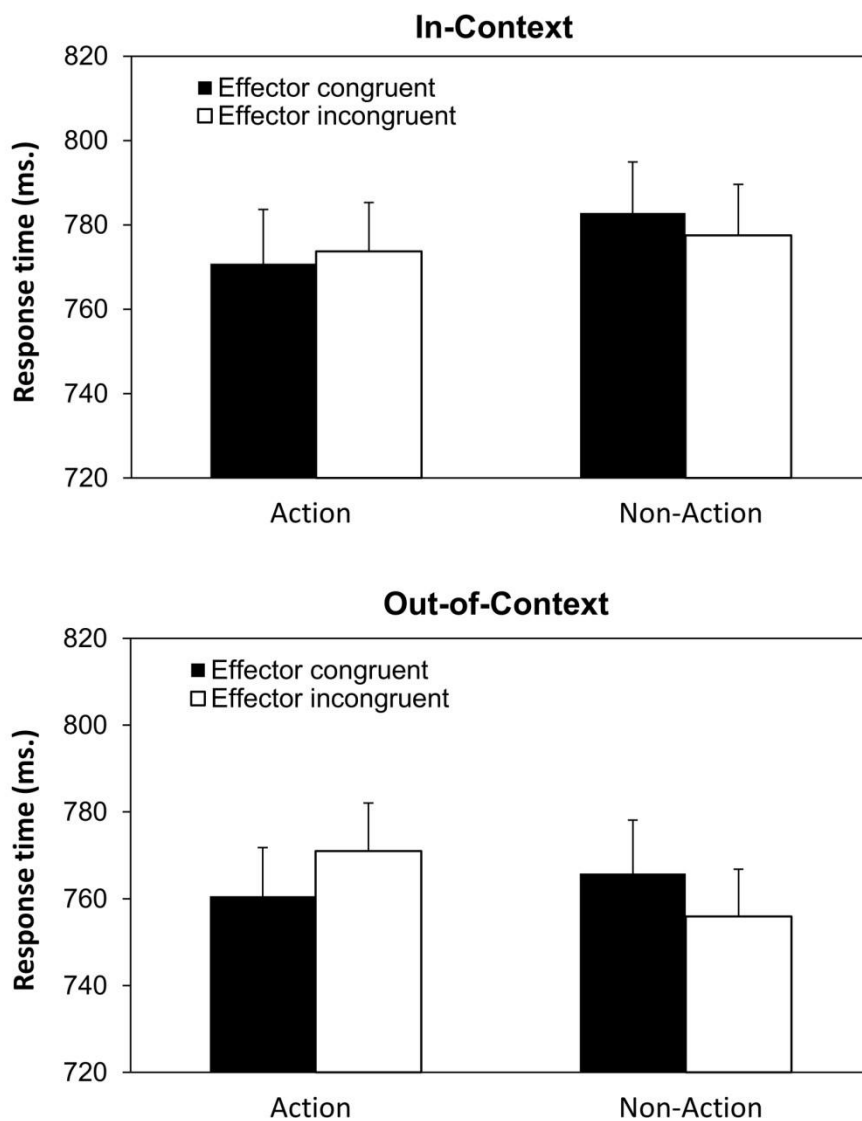 In-Context
820
800
780
760
740
720
Response time (ms.)
Effector congruent
Effector incongruent
Action Non-Action
Out-of-Context
820
800
780
760
740
720
Response time (ms.)
Effector congruent
Effector incongruent
Action Non-Action